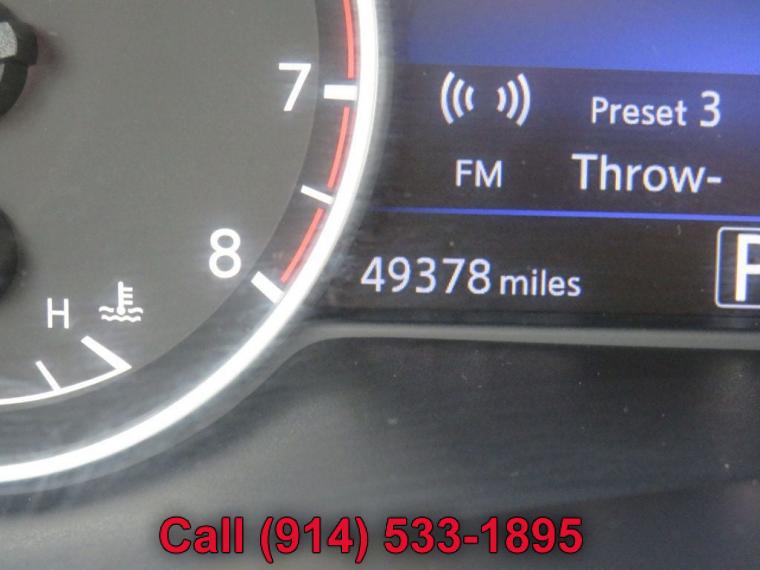 7
Preset 3
FM Throw-
8
49378 miles
P
H
Call (914) 533-1895